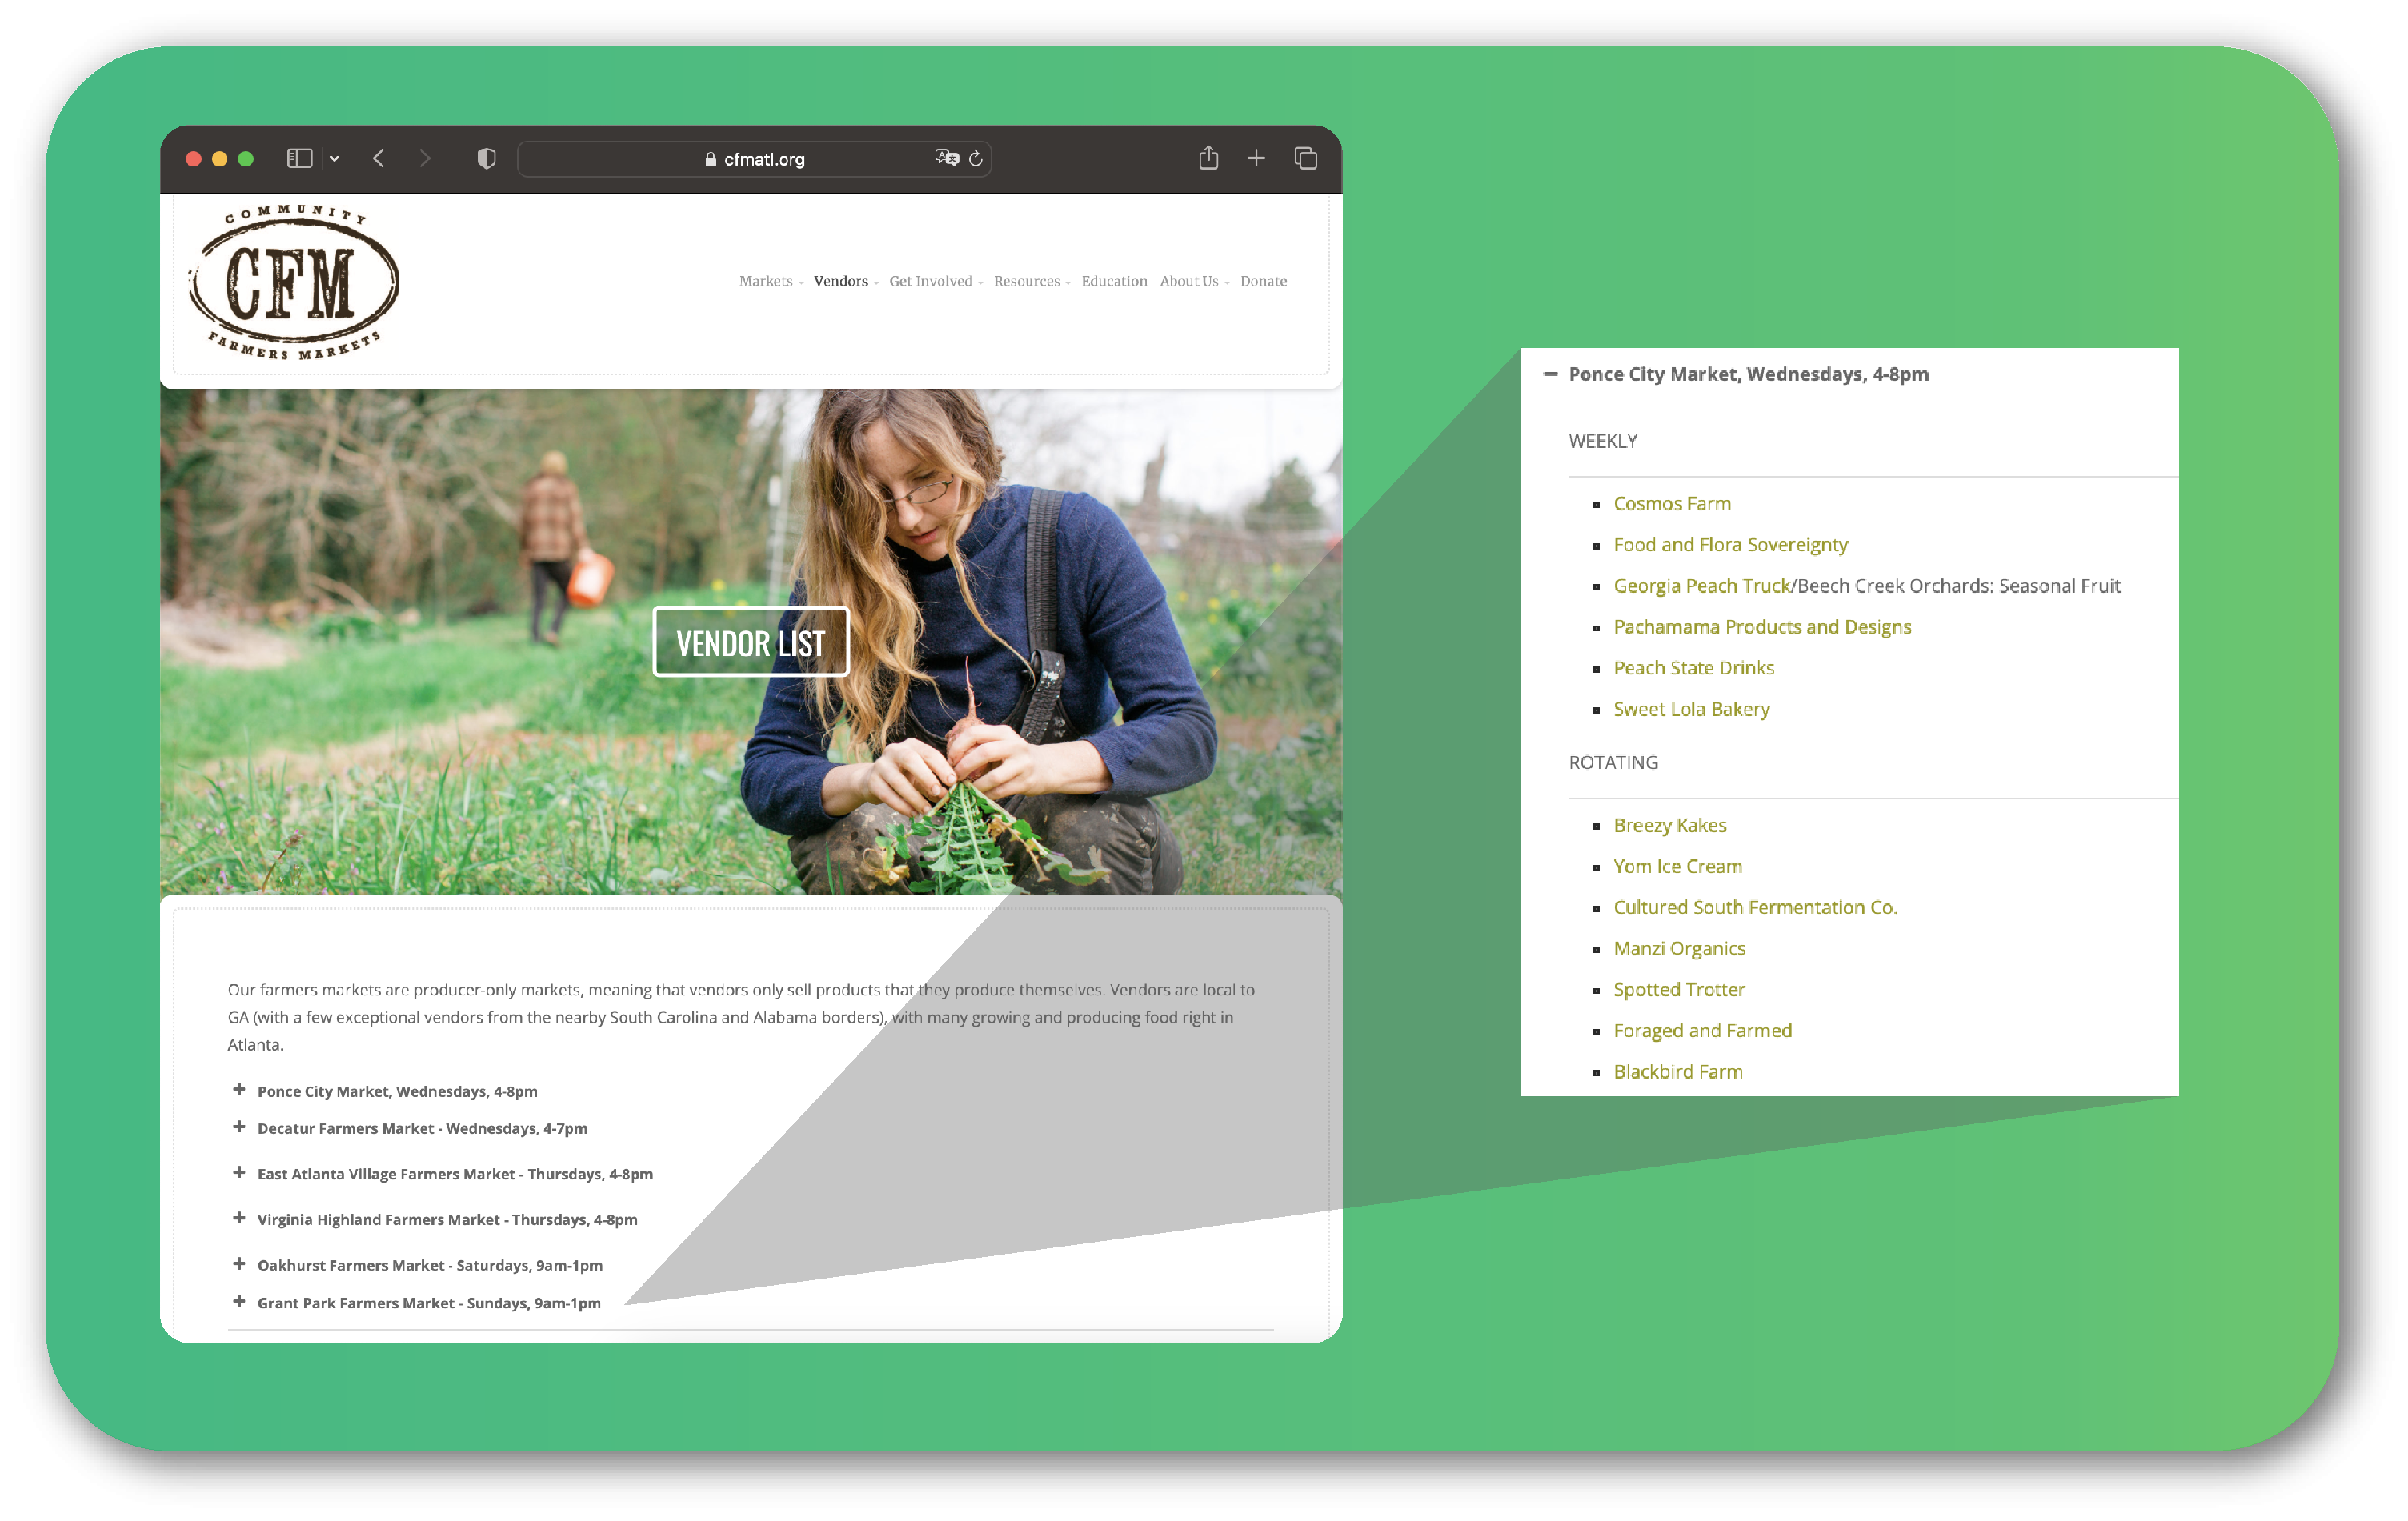 cfmatl.org
COMMUNITY
CFM
FARMERS MARKETS
Markets Vendors Get Involved Resources Education About Us Donate
VENDOR LIST
Our farmers markets are producer-only markets, meaning that vendors only sell products that they produce themselves. Vendors are local to
GA (with a few exceptional vendors from the nearby South Carolina and Alabama borders), with many growing and producing food right in
Atlanta.
+ Ponce City Market, Wednesdays, 4-8pm
+ Decatur Farmers Market - Wednesdays, 4-7pm
+ East Atlanta Village Farmers Market - Thursdays, 4-8pm
+ Virginia Highland Farmers Market - Thursdays, 4-8pm
+ Oakhurst Farmers Market - Saturdays, 9am-1pm
+ Grant Park Farmers Market - Sundays, 9am-1pm
− Ponce City Market, Wednesdays, 4-8pm
WEEKLY
Cosmos Farm
Food and Flora Sovereignty
Georgia Peach Truck/Beech Creek Orchards: Seasonal Fruit
Pachamama Products and Designs
Peach State Drinks
Sweet Lola Bakery
ROTATING
Breezy Kakes
Yom Ice Cream
Cultured South Fermentation Co.
Manzi Organics
Spotted Trotter
Foraged and Farmed
Blackbird Farm